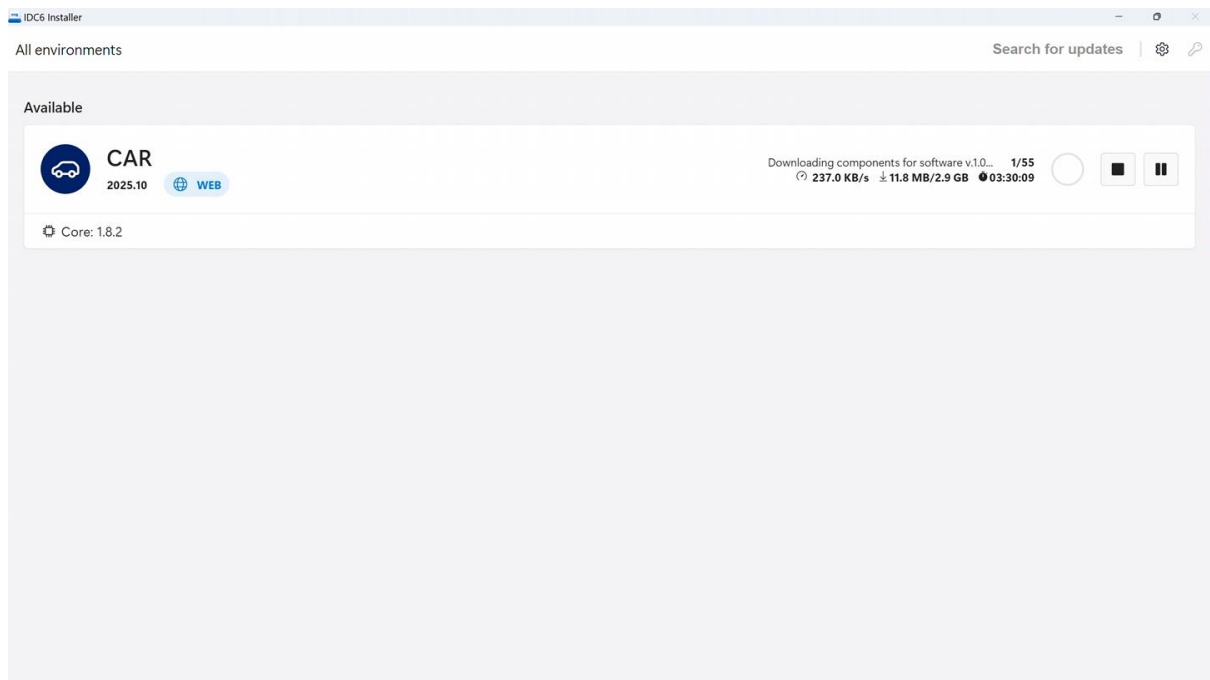 IDC6 Installer
All environments
Search for updates
Available
CAR
2025.10
WEB
Downloading components for software v.1.0... 1/55
237.0 KB/s 11.8 MB/2.9 GB 03:30:09
Core: 1.8.2